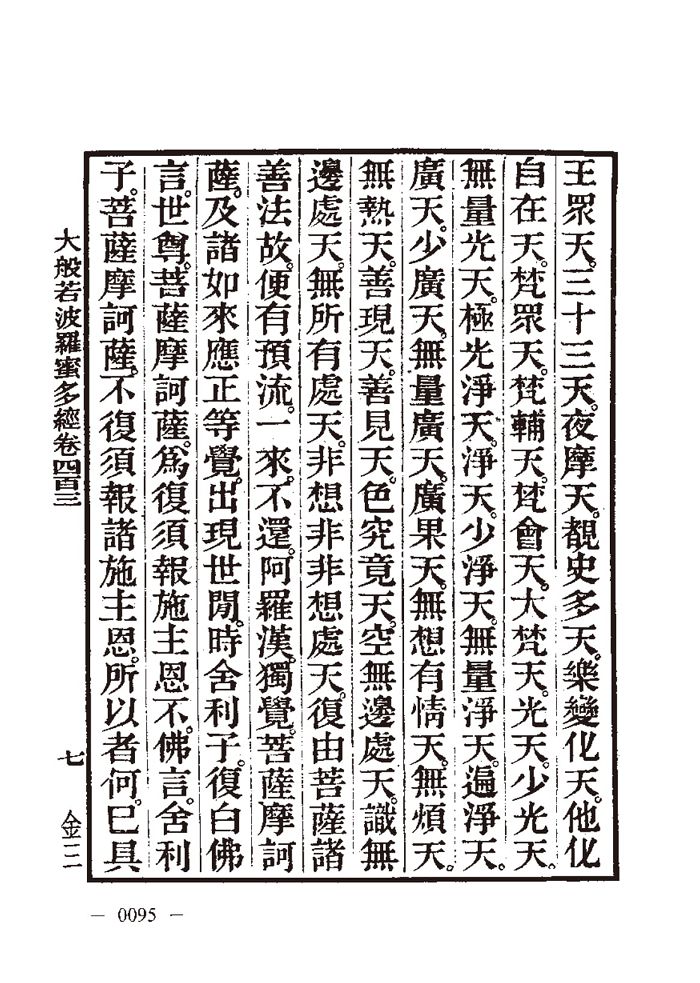 王眾天。三十三天。夜摩天。覩史多天。樂變化天。他化
自在天。梵眾天。梵輔天。梵會天。大梵天。光天。少光天。
無量光天。極光淨天。淨天。少淨天。無量淨天。遍淨天。
廣天。少廣天。無量廣天。廣果天。無想有情天。無煩天。
無熱天。善現天。善見天。色究竟天。空無邊處天。識無
邊處天。無所有處天。非想非非想處天。復由菩薩諸
善法故。便有預流。一來。不還。阿羅漢。獨覺。菩薩摩訶
薩。及諸如來應正等覺。出現世閒。時舍利子。復白佛
言。世尊。菩薩摩訶薩。爲復須報施主恩不。佛言。舍利
子。菩薩摩訶薩。不復須報諸施主恩。所以者何。已具
大般若波羅蜜多經卷四百三 七 金三
— 0095 —